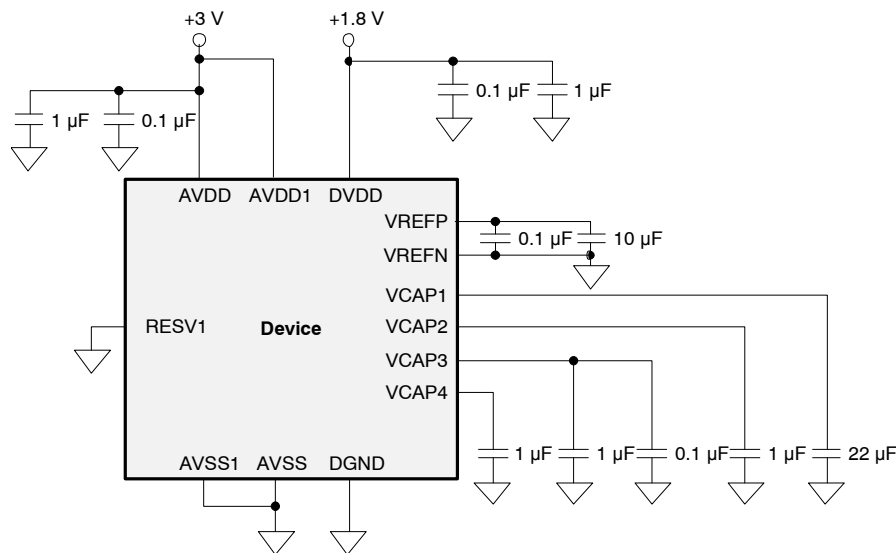 +3 V
+1.8 V
0.1 µF
1 µF
1 µF
0.1 µF
AVDD
AVDD1
DVDD
VREFP
0.1 µF
10 µF
VREFN
VCAP1
RESV1
Device
VCAP2
VCAP3
VCAP4
1 µF
1 µF
0.1 µF
1 µF
22 µF
AVSS1
AVSS
DGND